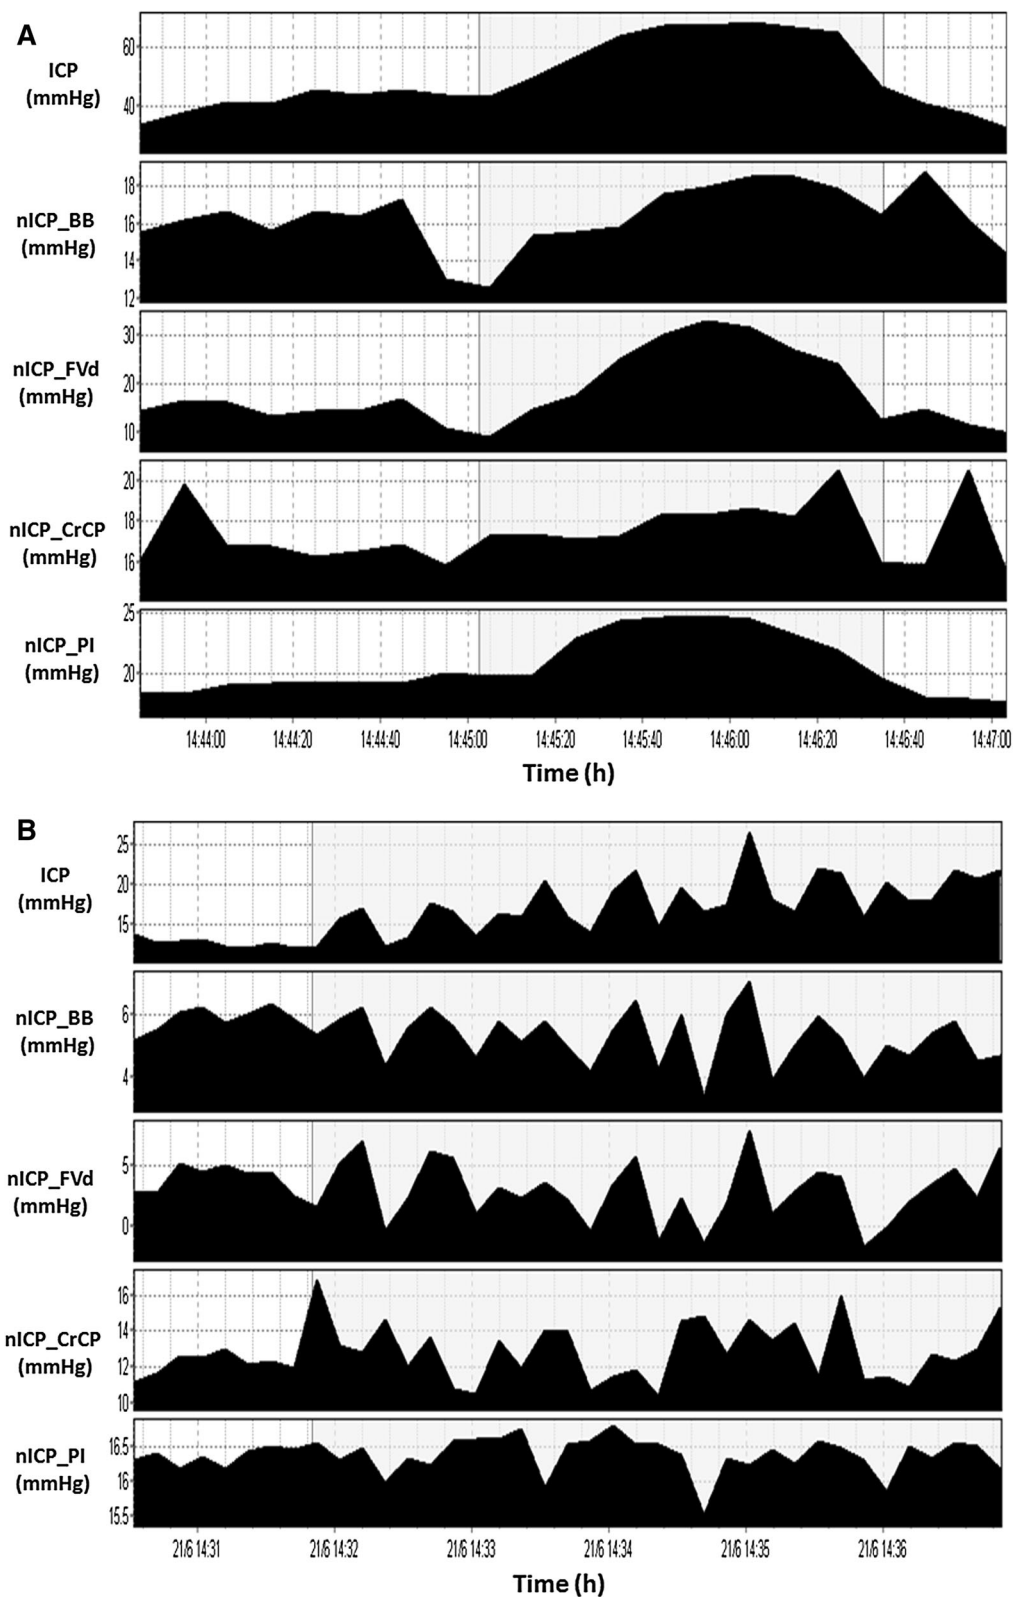 A
ICP
(mmHg)
60
40
nICP_BB
(mmHg)
18
16
14
12
nICP_FVd
(mmHg)
30
20
10
nICP_CrCP
(mmHg)
20
18
16
nICP_PI
(mmHg)
25
20
14:44:00 14:44:20 14:44:40 14:45:00 14:45:20 14:45:40 14:46:00 14:46:20 14:46:40 14:47:00
Time (h)
B
ICP
(mmHg)
25
20
15
nICP_BB
(mmHg)
6
4
nICP_FVd
(mmHg)
5
0
nICP_CrCP
(mmHg)
16
14
12
10
nICP_PI
(mmHg)
16.5
16
15.5
21/6 14:31 21/6 14:32 21/6 14:33 21/6 14:34 21/6 14:35 21/6 14:36
Time (h)